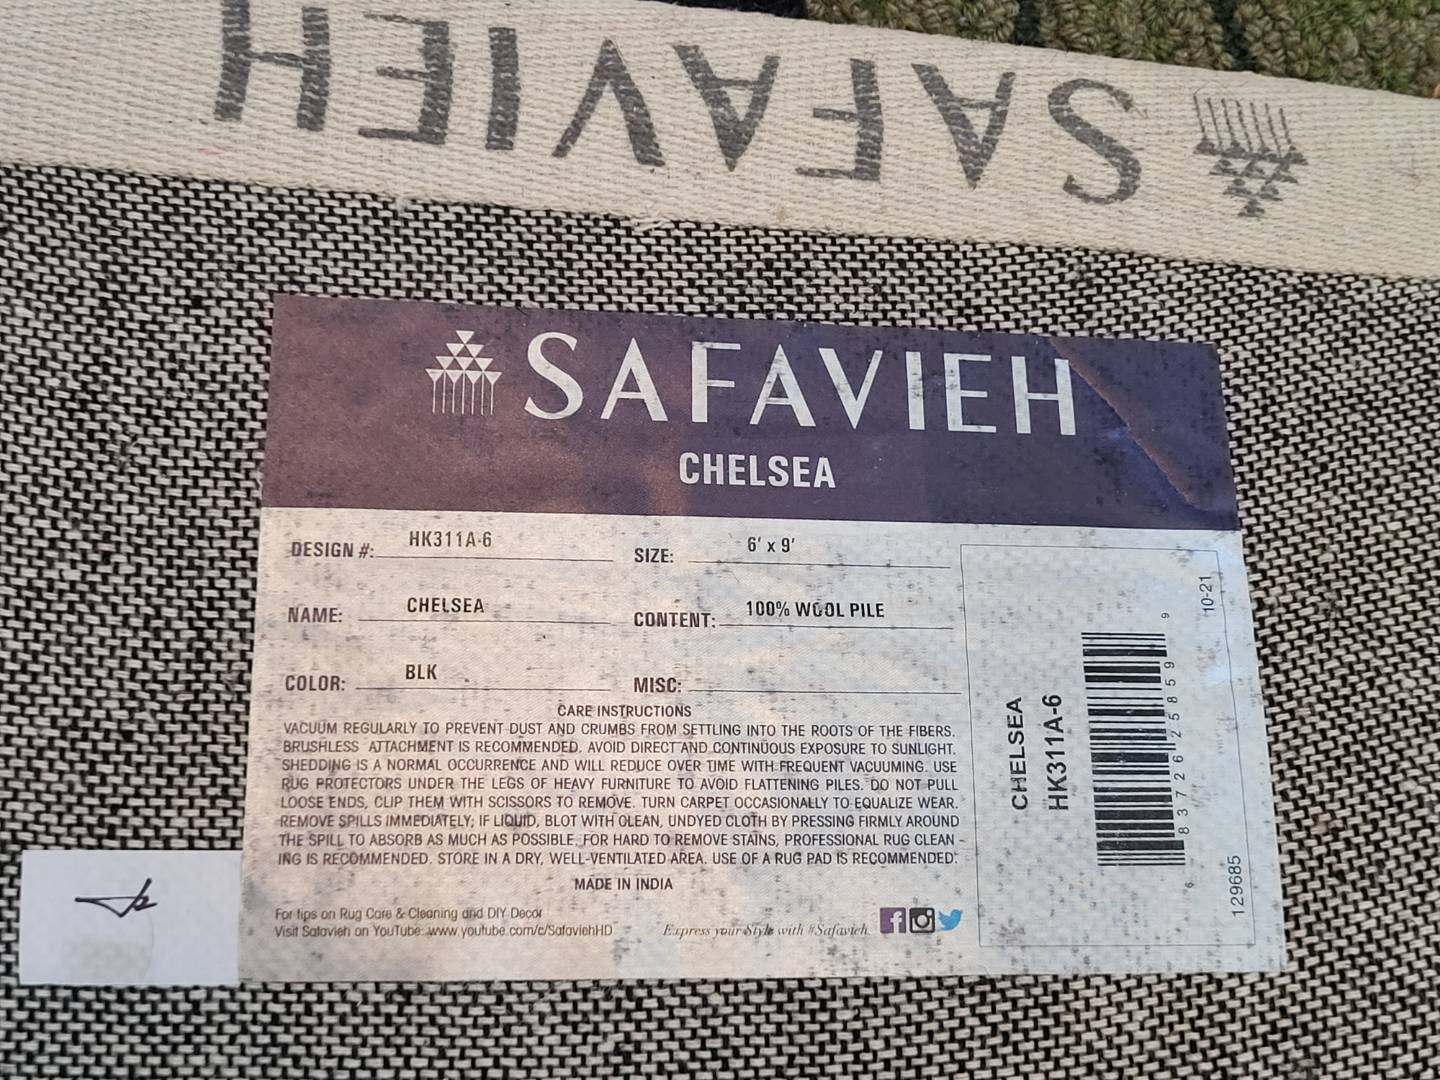 SAFAVIEH
SAFAVIEH
CHELSEA
DESIGN #: HK311A-6
SIZE: 6' x 9'
NAME: CHELSEA
CONTENT: 100% WOOL PILE
COLOR: BLK
MISC:
CARE INSTRUCTIONS
VACUUM REGULARLY TO PREVENT DUST AND CRUMBS FROM SETTLING INTO THE ROOTS OF THE FIBERS.
BRUSHLESS ATTACHMENT IS RECOMMENDED. AVOID DIRECT AND CONTINUOUS EXPOSURE TO SUNLIGHT.
SHEDDING IS A NORMAL OCCURRENCE AND WILL REDUCE OVER TIME WITH FREQUENT VACUUMING. USE
RUG PROTECTORS UNDER THE LEGS OF HEAVY FURNITURE TO AVOID FLATTENING PILES. DO NOT PULL
LOOSE ENDS, CLIP THEM WITH SCISSORS TO REMOVE. TURN CARPET OCCASIONALLY TO EQUALIZE WEAR.
REMOVE SPILLS IMMEDIATELY; IF LIQUID, BLOT WITH CLEAN, UNDYED CLOTH BY PRESSING FIRMLY AROUND
THE SPILL TO ABSORB AS MUCH AS POSSIBLE. FOR HARD TO REMOVE STAINS, PROFESSIONAL RUG CLEAN -
ING IS RECOMMENDED. STORE IN A DRY, WELL-VENTILATED AREA. USE OF A RUG PAD IS RECOMMENDED.
MADE IN INDIA
For tips on Rug Care & Cleaning and DIY Decor
Visit Safavieh on YouTube: www.youtube.com/c/SafaviehHD
Express your Style with #Safavieh.
CHELSEA
HK311A-6
6 83726 25859 9
10-21
129685